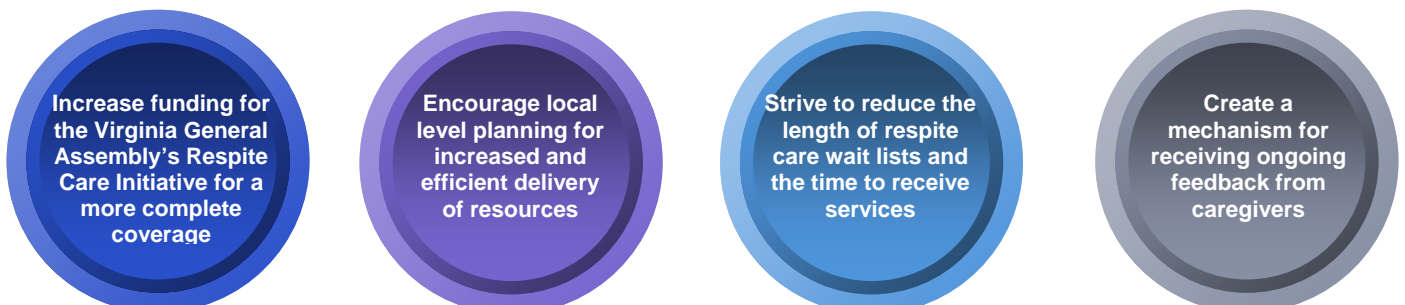 Increase funding for
the Virginia General
Assembly's Respite
Care Initiative for a
more complete
coverage
Encourage local
level planning for
increased and
efficient delivery
of resources
Strive to reduce the
length of respite
care wait lists and
the time to receive
services
Create a
mechanism for
receiving ongoing
feedback from
caregivers